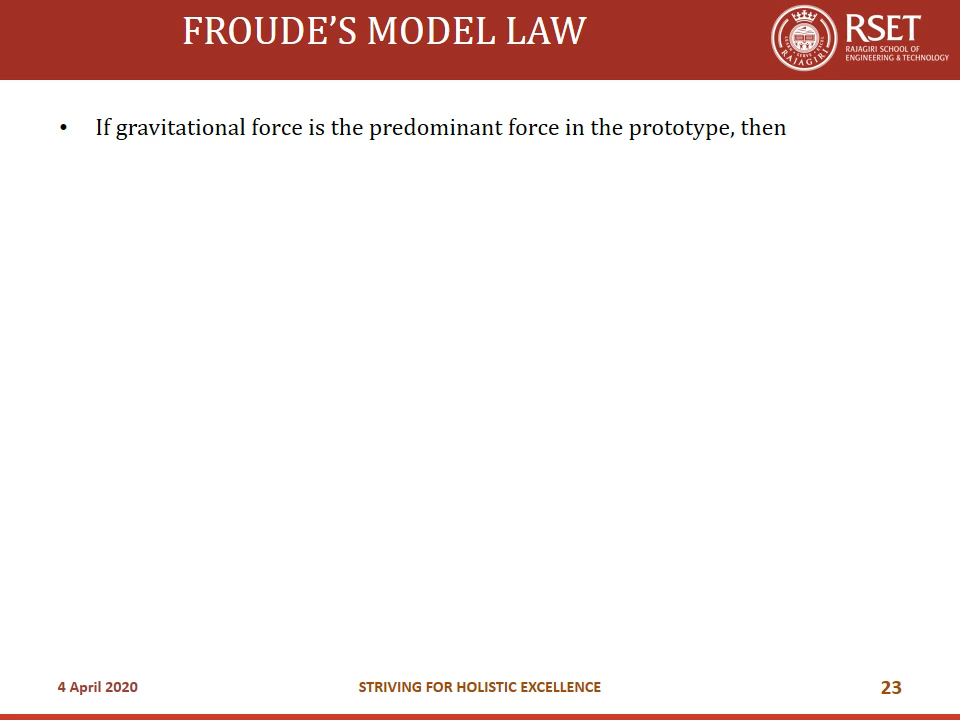 FROUDE’S MODEL LAW
RSET
RAJAGIRI SCHOOL OF
ENGINEERING & TECHNOLOGY
RAJAGIRI
• If gravitational force is the predominant force in the prototype, then
4 April 2020
STRIVING FOR HOLISTIC EXCELLENCE
23